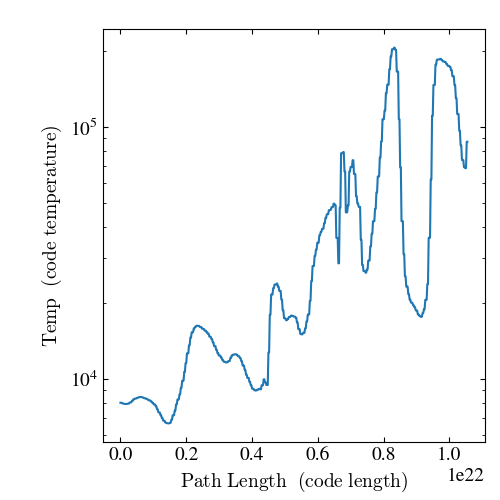 10^5
10^4
Temp (code temperature)
0.0 0.2 0.4 0.6 0.8 1.0
1e22
Path Length (code length)